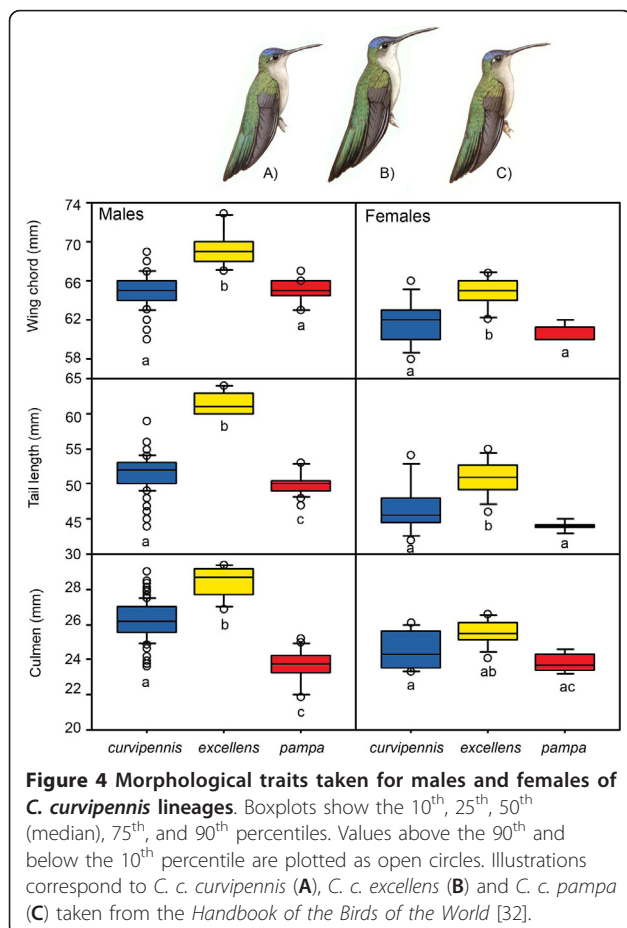 A)
B)
C)
Males
Females
Wing chord (mm)
74
70
66
62
58
a
b
a
a
b
a
Tail length (mm)
65
60
55
50
45
a
b
c
a
b
a
Culmen (mm)
30
28
26
24
22
20
a
b
c
a
ab
ac
curvipennis
excellens
pampa
curvipennis
excellens
pampa
Figure 4 Morphological traits taken for males and females of
C. curvipennis lineages. Boxplots show the 10th, 25th, 50th
(median), 75th, and 90th percentiles. Values above the 90th and
below the 10th percentile are plotted as open circles. Illustrations
correspond to C. c. curvipennis (A), C. c. excellens (B) and C. c. pampa
(C) taken from the Handbook of the Birds of the World [32].